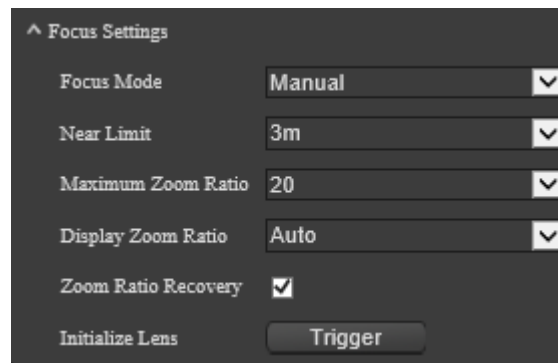 Focus Settings
Focus Mode Manual
Near Limit 3m
Maximum Zoom Ratio 20
Display Zoom Ratio Auto
Zoom Ratio Recovery
Initialize Lens Trigger